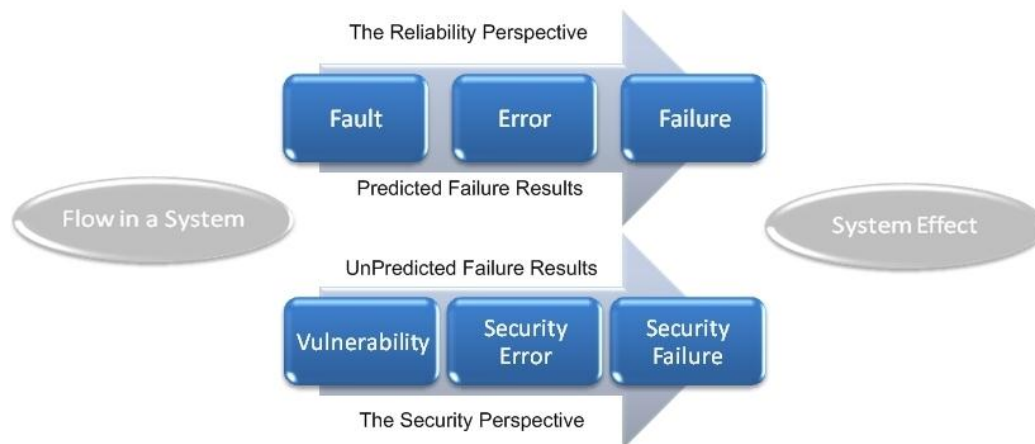 The Reliability Perspective
Fault
Error
Failure
Predicted Failure Results
Flow in a System
System Effect
UnPredicted Failure Results
Vulnerability
Security
Error
Security
Failure
The Security Perspective